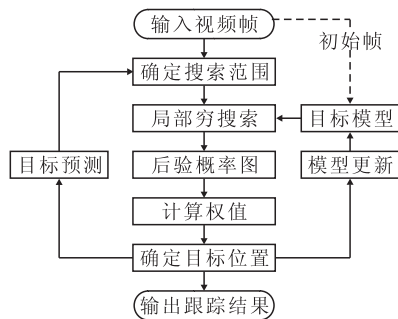 输入视频帧
初始帧
确定搜索范围
局部穷搜索
目标模型
目标预测
后验概率图
模型更新
计算权值
确定目标位置
输出跟踪结果